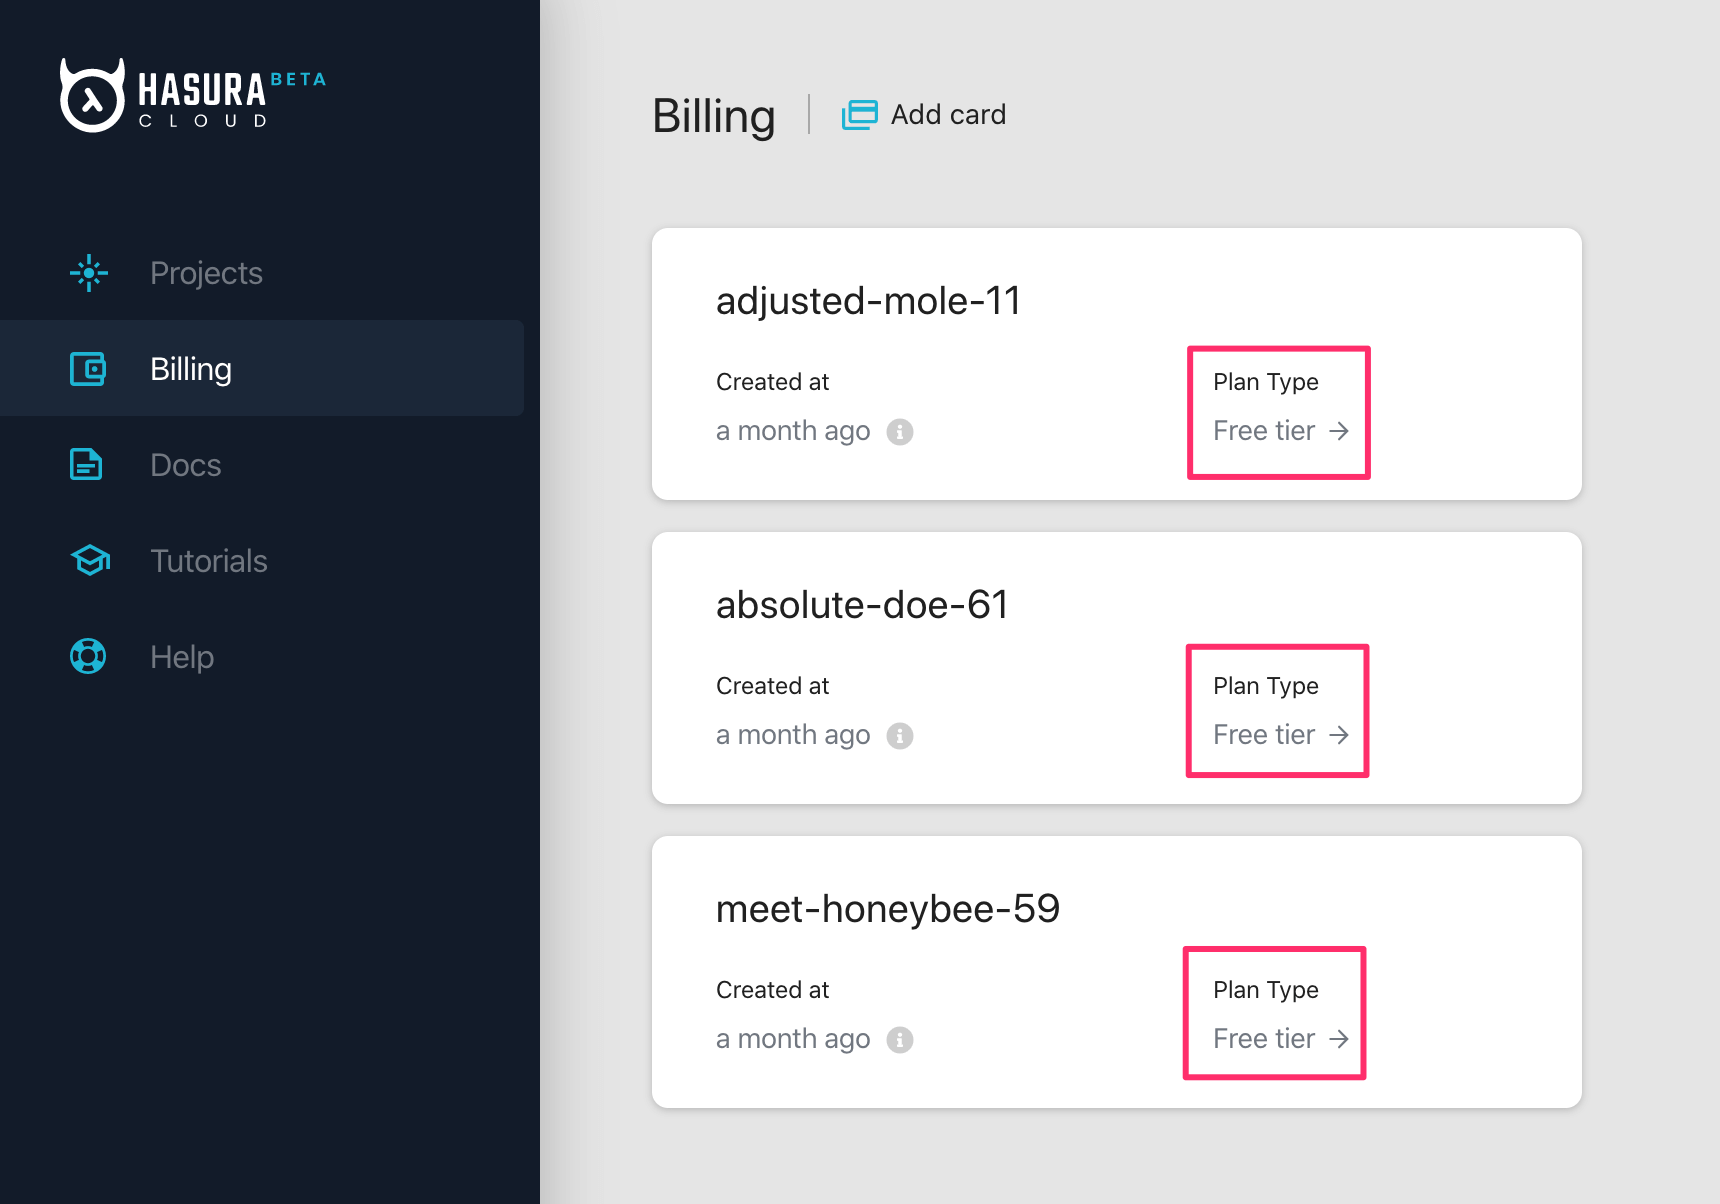 HASURA BETA
CLOUD
Projects
Billing
Docs
Tutorials
Help
Billing
Add card
adjusted-mole-11
Created at
a month ago
Plan Type
Free tier →
absolute-doe-61
Created at
a month ago
Plan Type
Free tier →
meet-honeybee-59
Created at
a month ago
Plan Type
Free tier →